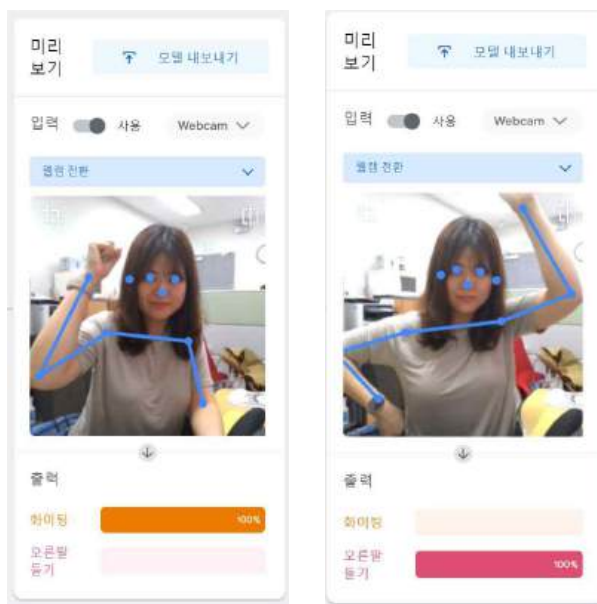 미리
보기
모델 내보내기
입력
사용
Webcam
웹캠 전환
출력
화이팅
100%
오른팔
들기
미리
보기
모델 내보내기
입력
사용
Webcam
웹캠 전환
출력
화이팅
오른팔
들기
100%